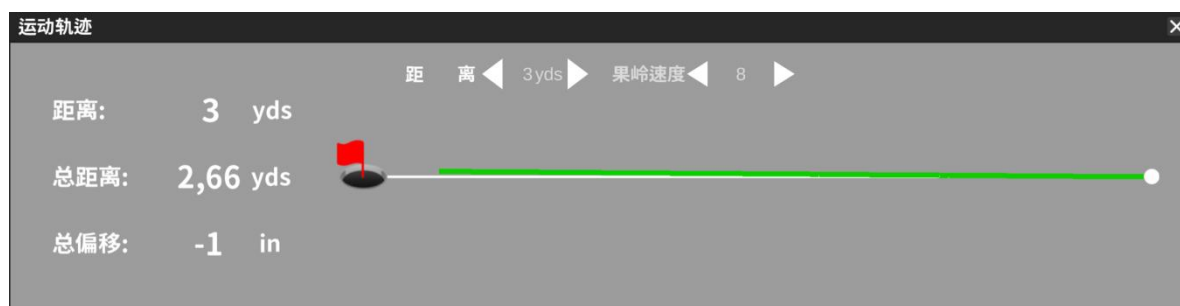 运动轨迹
距 离 3yds 果岭速度 8
距离: 3 yds
总距离: 2,66 yds
总偏移: -1 in